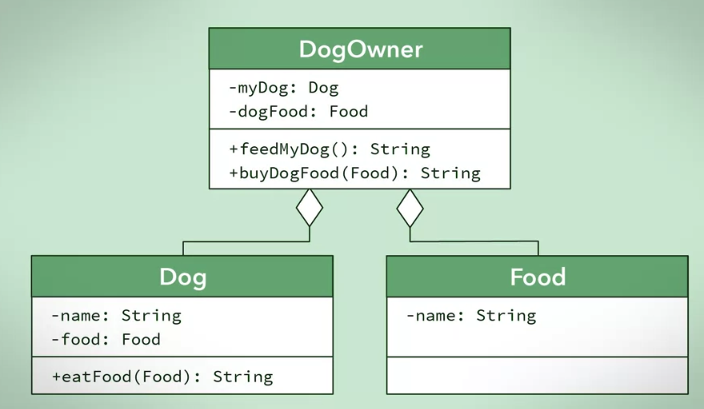 DogOwner
-myDog: Dog
-dogFood: Food
+feedMyDog(): String
+buyDogFood(Food): String
Dog
-name: String
-food: Food
+eatFood(Food): String
Food
-name: String